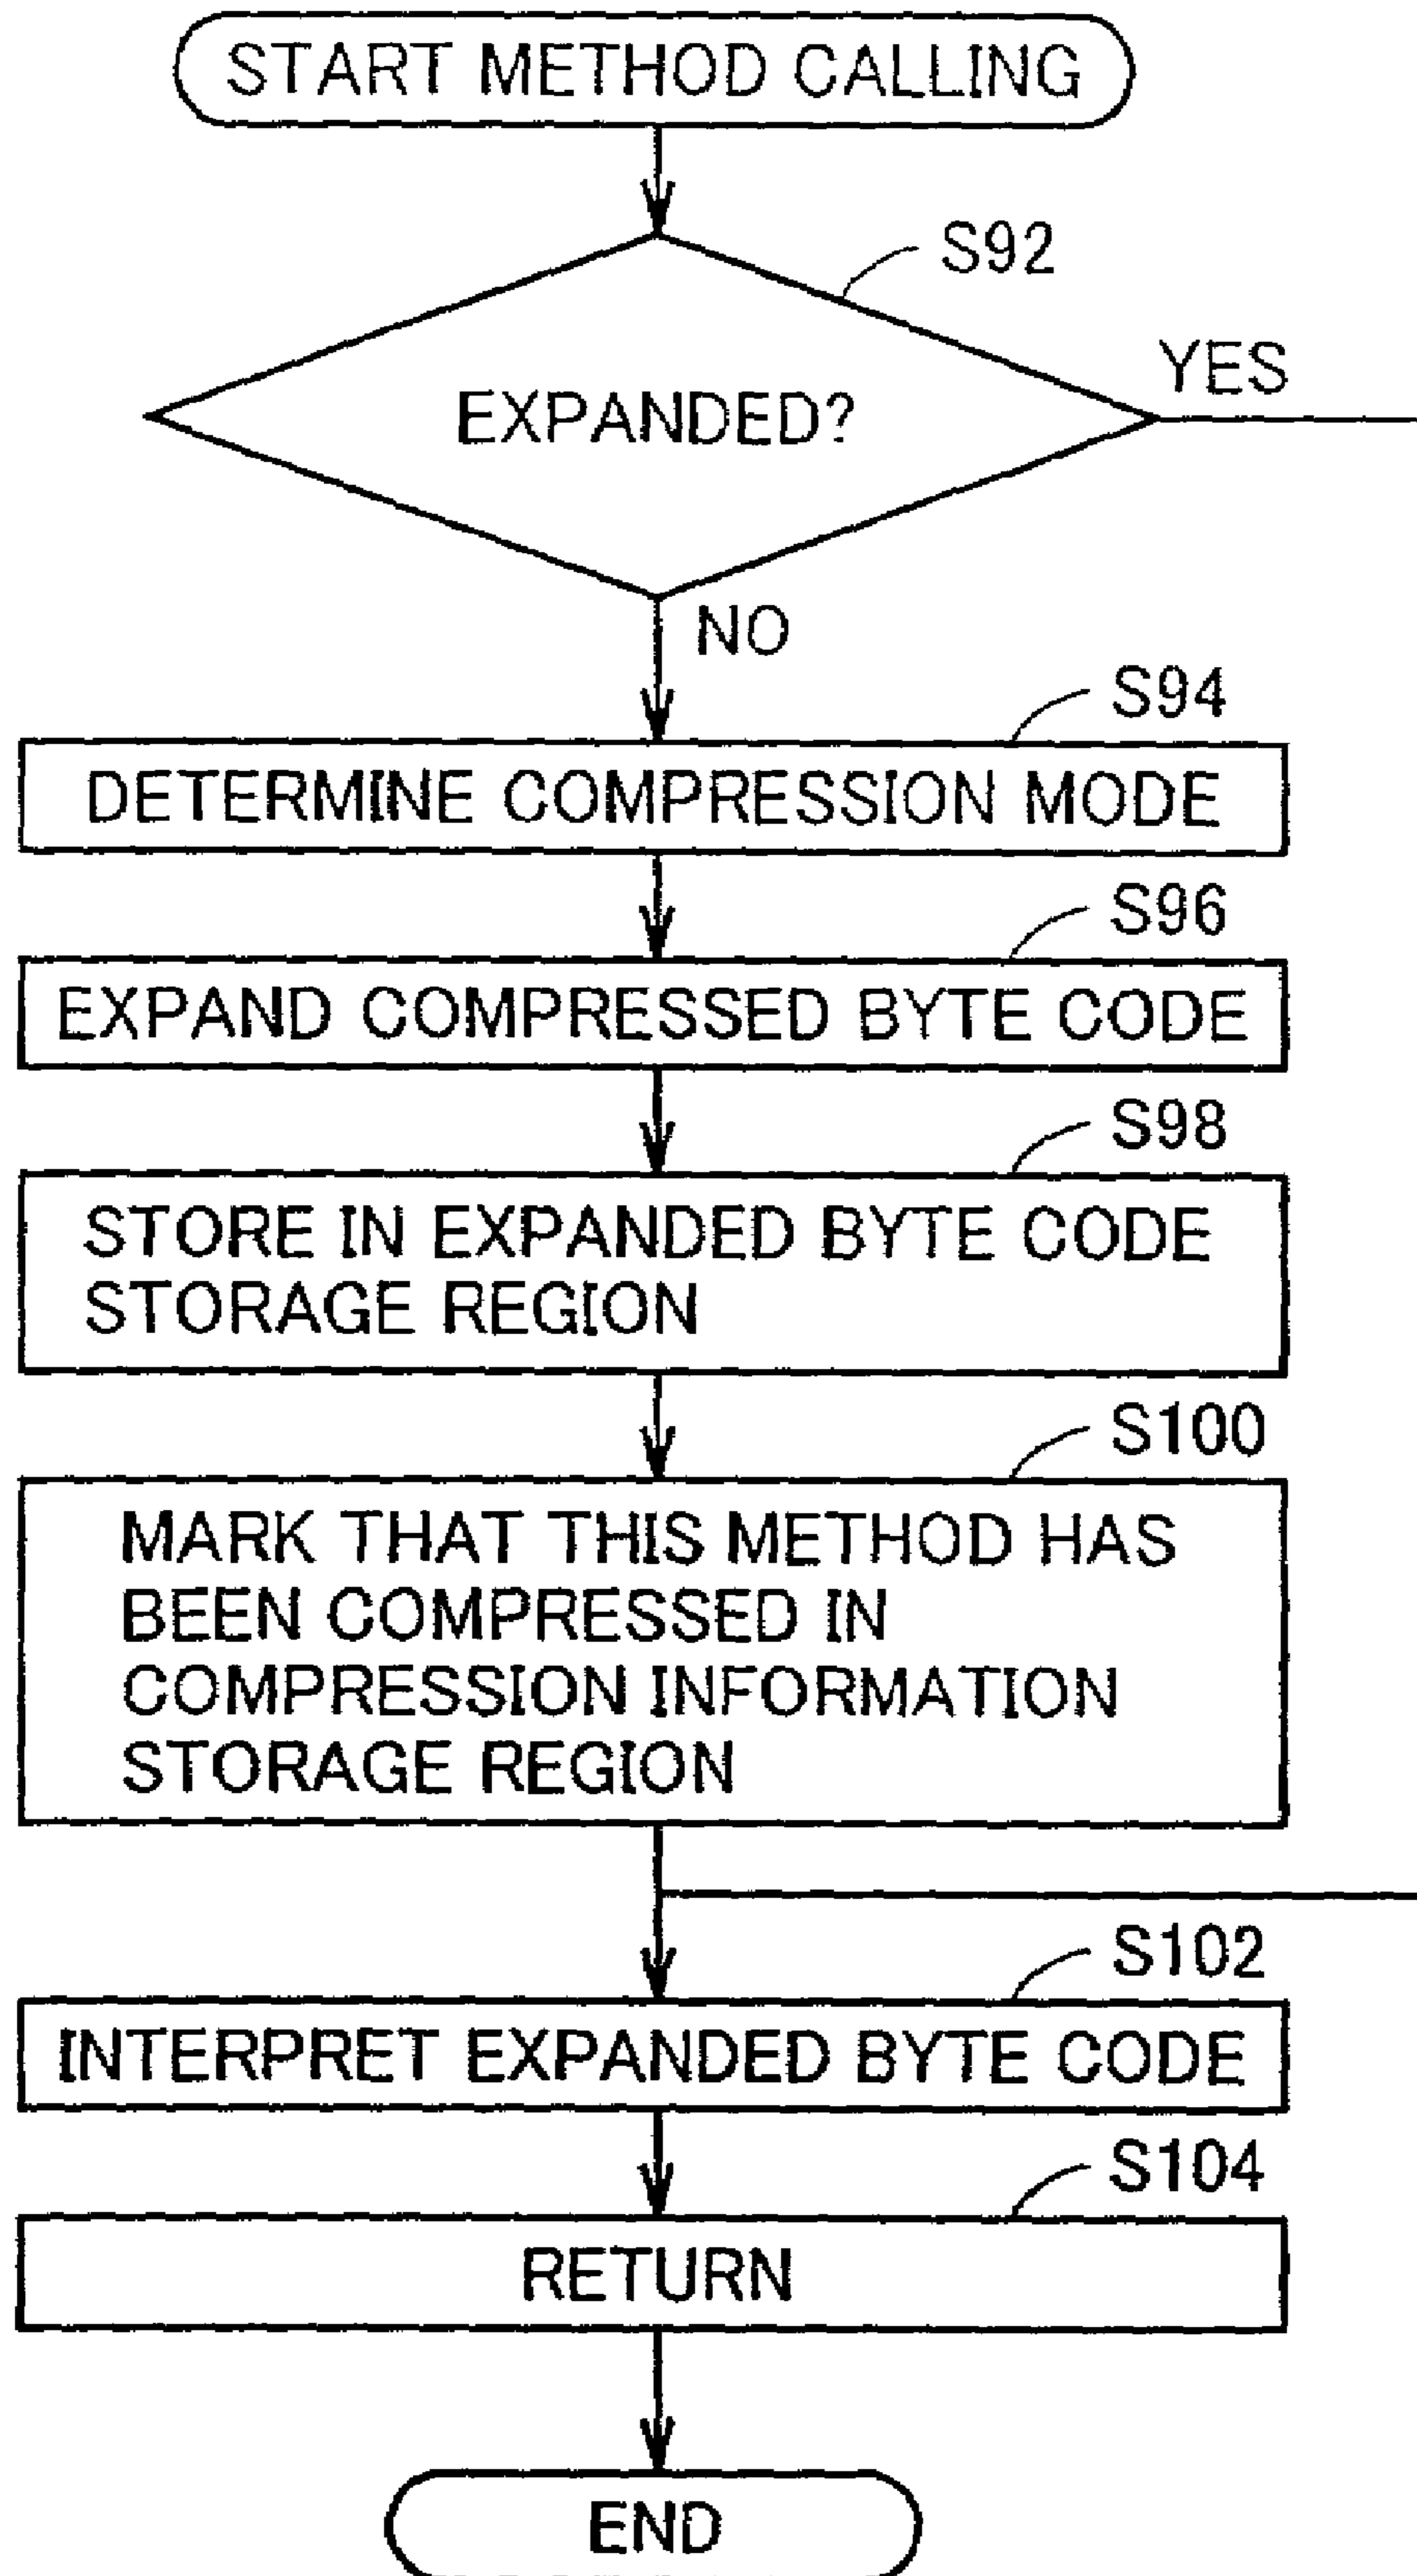 START METHOD CALLING
S92
YES
EXPANDED?
NO
S94
DETERMINE COMPRESSION MODE
S96
EXPAND COMPRESSED BYTE CODE
S98
STORE IN EXPANDED BYTE CODE
STORAGE REGION
S100
MARK THAT THIS METHOD HAS
BEEN COMPRESSED IN
COMPRESSION INFORMATION
STORAGE REGION
S102
INTERPRET EXPANDED BYTE CODE
S104
RETURN
END